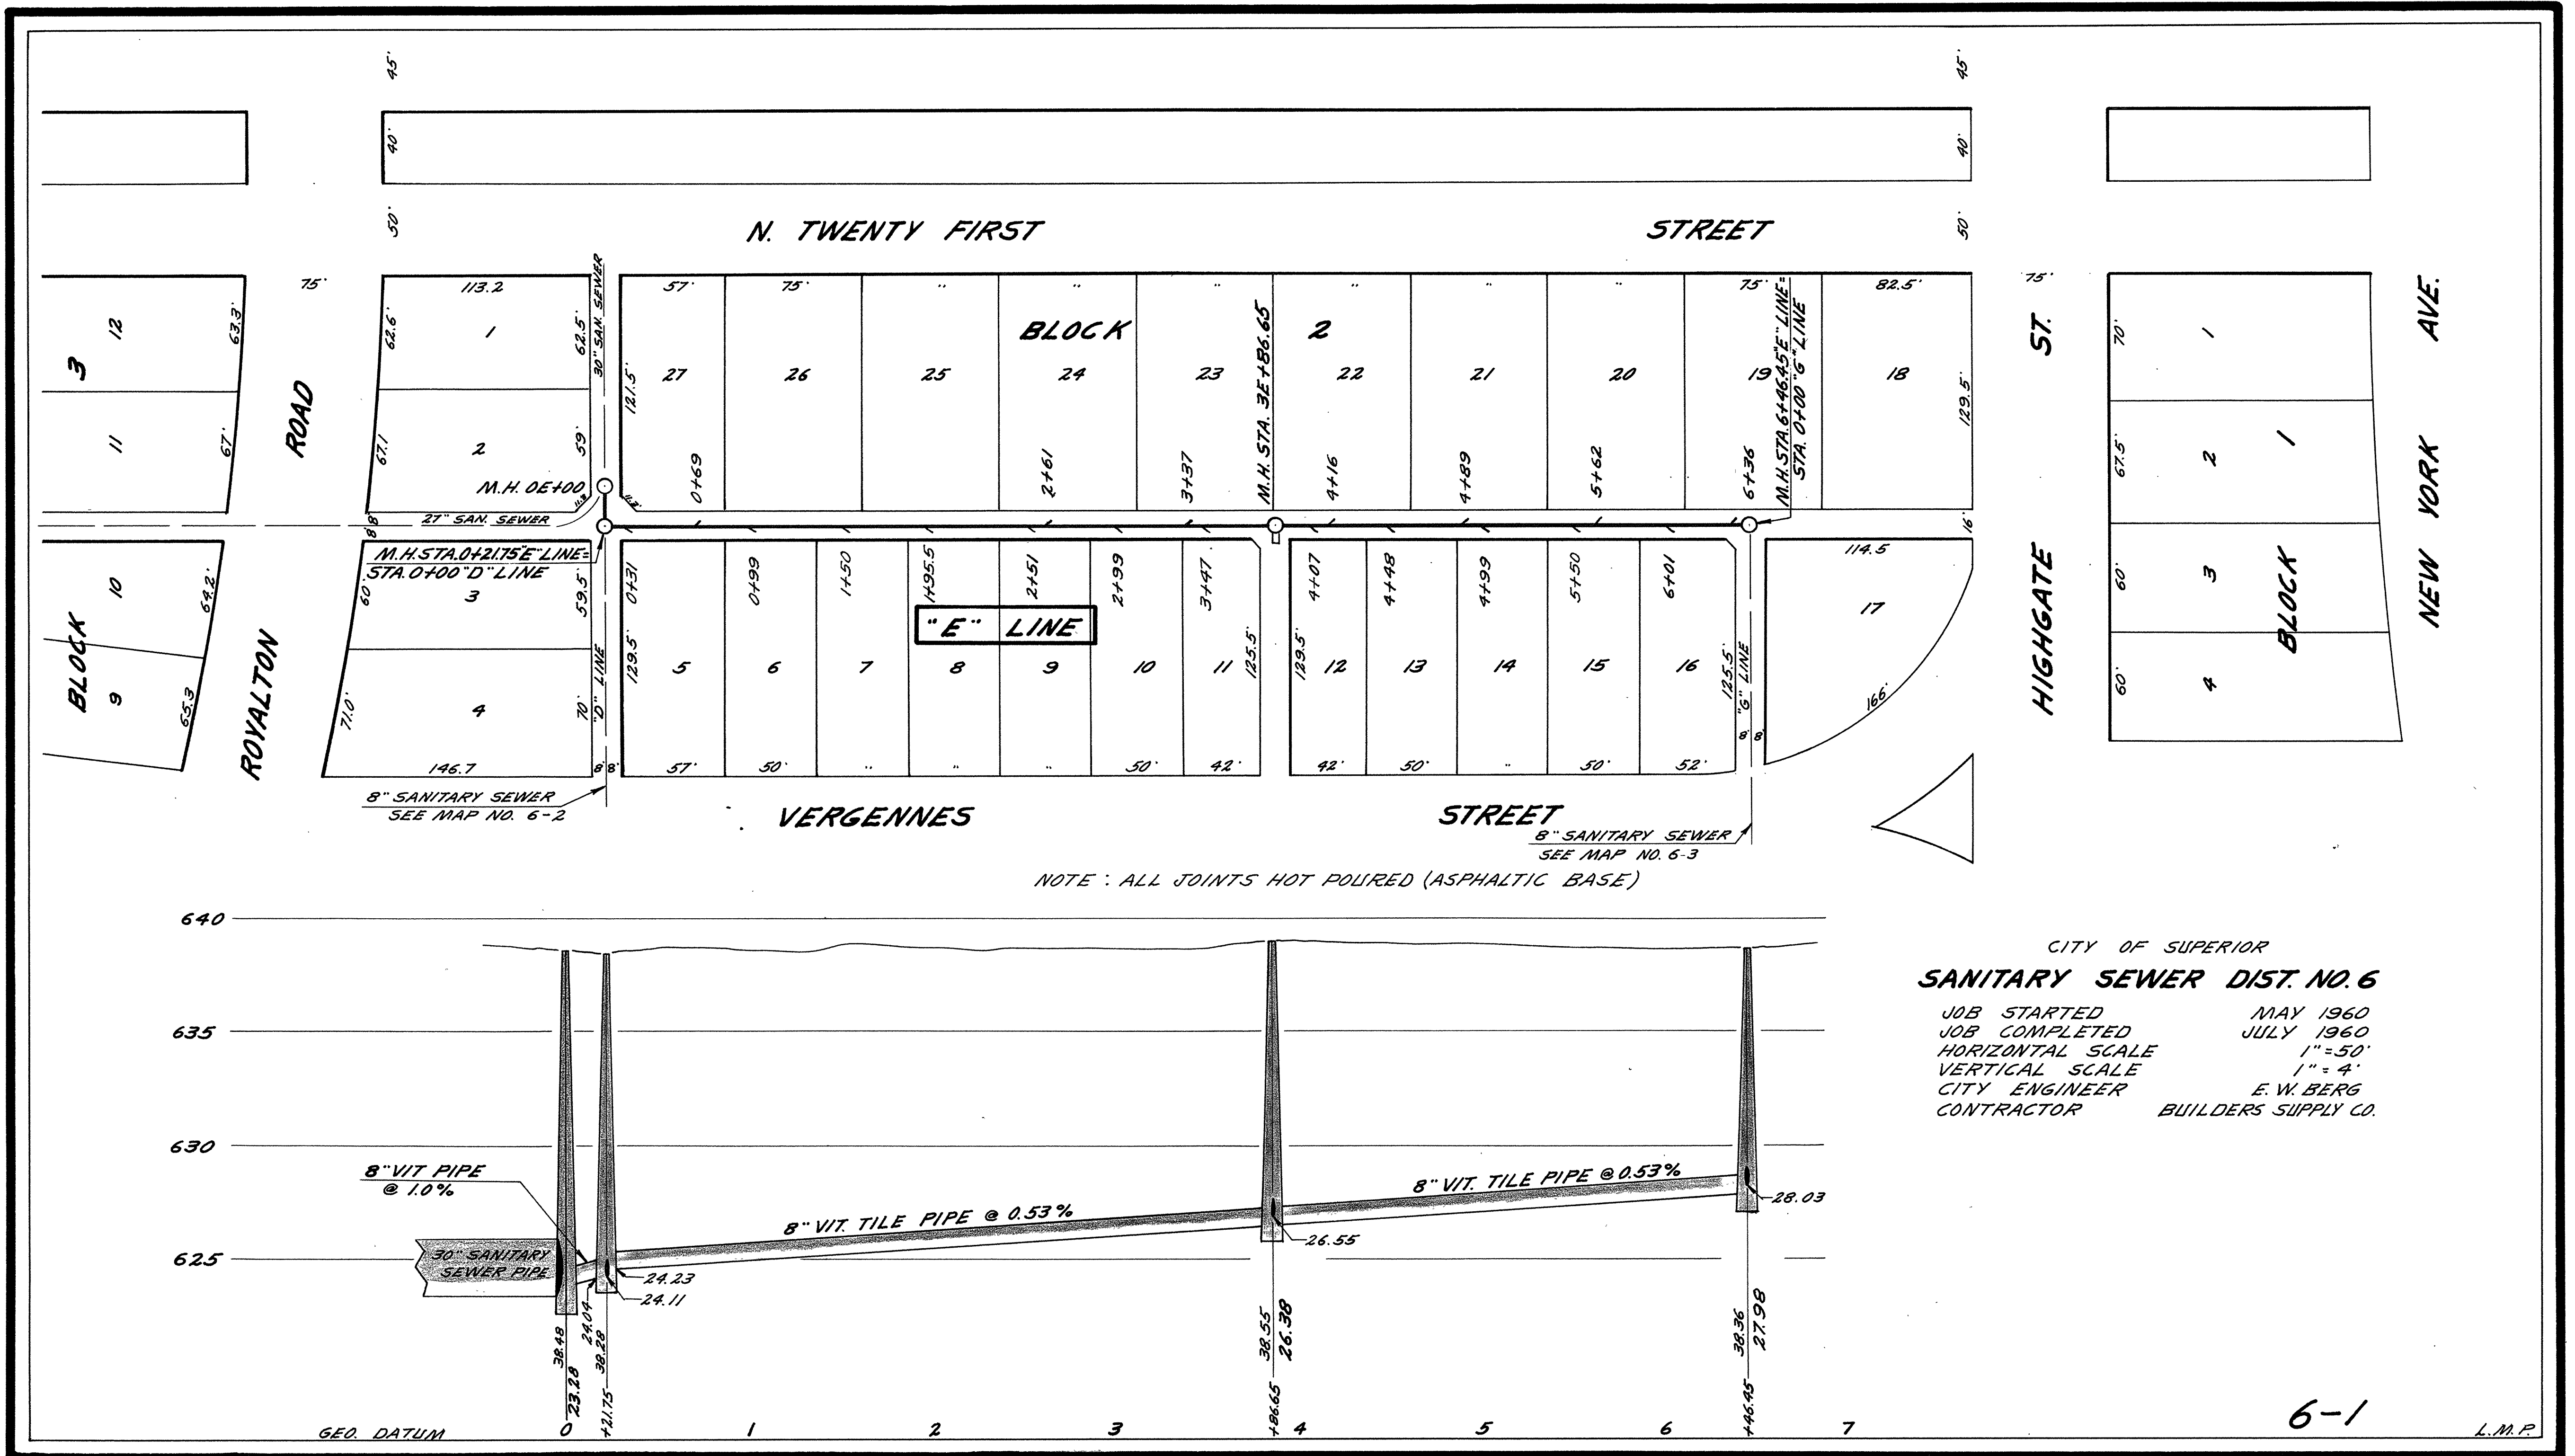 45' 45'
40' 40'
50' N. TWENTY FIRST STREET 50'
75' 113.2 30" SAN. SEWER 57' 75' " " " " " 75' 82.5' 75'
3 12 63.3' 62.6' 1 62.5' BLOCK 2 70' 1
11 67' ROAD 67.1 2 59' 121.5' 27 26 25 24 23 22 21 20 19 18 129.5' ST. 67.5' 2 1 AVE.
M.H. 0E+00 11.3 11.3 0+69 2+61 3+37 M.H. STA. 3E+86.65 4+16 4+89 5+62 6+36
M.H. STA. 6+46.45 "E" LINE=
STA. 0+00 "G" LINE
8' 8' 27" SAN. SEWER 16'
M.H. STA. 0+21.75 "E" LINE=
STA. 0+00 "D" LINE
114.5
BLOCK 10 64.2' 60' 3 59.5' 0+31 0+99 1+50 1+95.5 2+51 2+99 3+47 4+07 4+48 4+99 5+50 6+01 17 60' 3 BLOCK NEW YORK
"E" LINE
9 65.3 ROYALTON 71.0' 4 70' "D" LINE 129.5' 5 6 7 8 9 10 11 125.5' 129.5' 12 13 14 15 16 125.5' "G" LINE 166' HIGHGATE 60' 4
8' 8'
146.7 8' 8' 57' 50' " " " 50' 42' 42' 50' " 50' 52'
8" SANITARY SEWER
SEE MAP NO. 6-2
VERGENNES STREET
8" SANITARY SEWER
SEE MAP NO. 6-3
NOTE : ALL JOINTS HOT POURED (ASPHALTIC BASE)
640
635
630
625
8" VIT PIPE
@ 1.0%
8" VIT. TILE PIPE @ 0.53%
8" VIT. TILE PIPE @ 0.53%
30" SANITARY
SEWER PIPE
28.03
26.55
24.23
24.11
24.04
38.48
23.28
38.28
+21.75
38.55
26.38
+86.65
38.36
27.98
+46.45
GEO. DATUM 0 1 2 3 4 5 6 7
CITY OF SUPERIOR
SANITARY SEWER DIST. NO. 6
JOB STARTED MAY 1960
JOB COMPLETED JULY 1960
HORIZONTAL SCALE 1"=50'
VERTICAL SCALE 1"= 4'
CITY ENGINEER E. W. BERG
CONTRACTOR BUILDERS SUPPLY CO.
6-1
L.M.P.